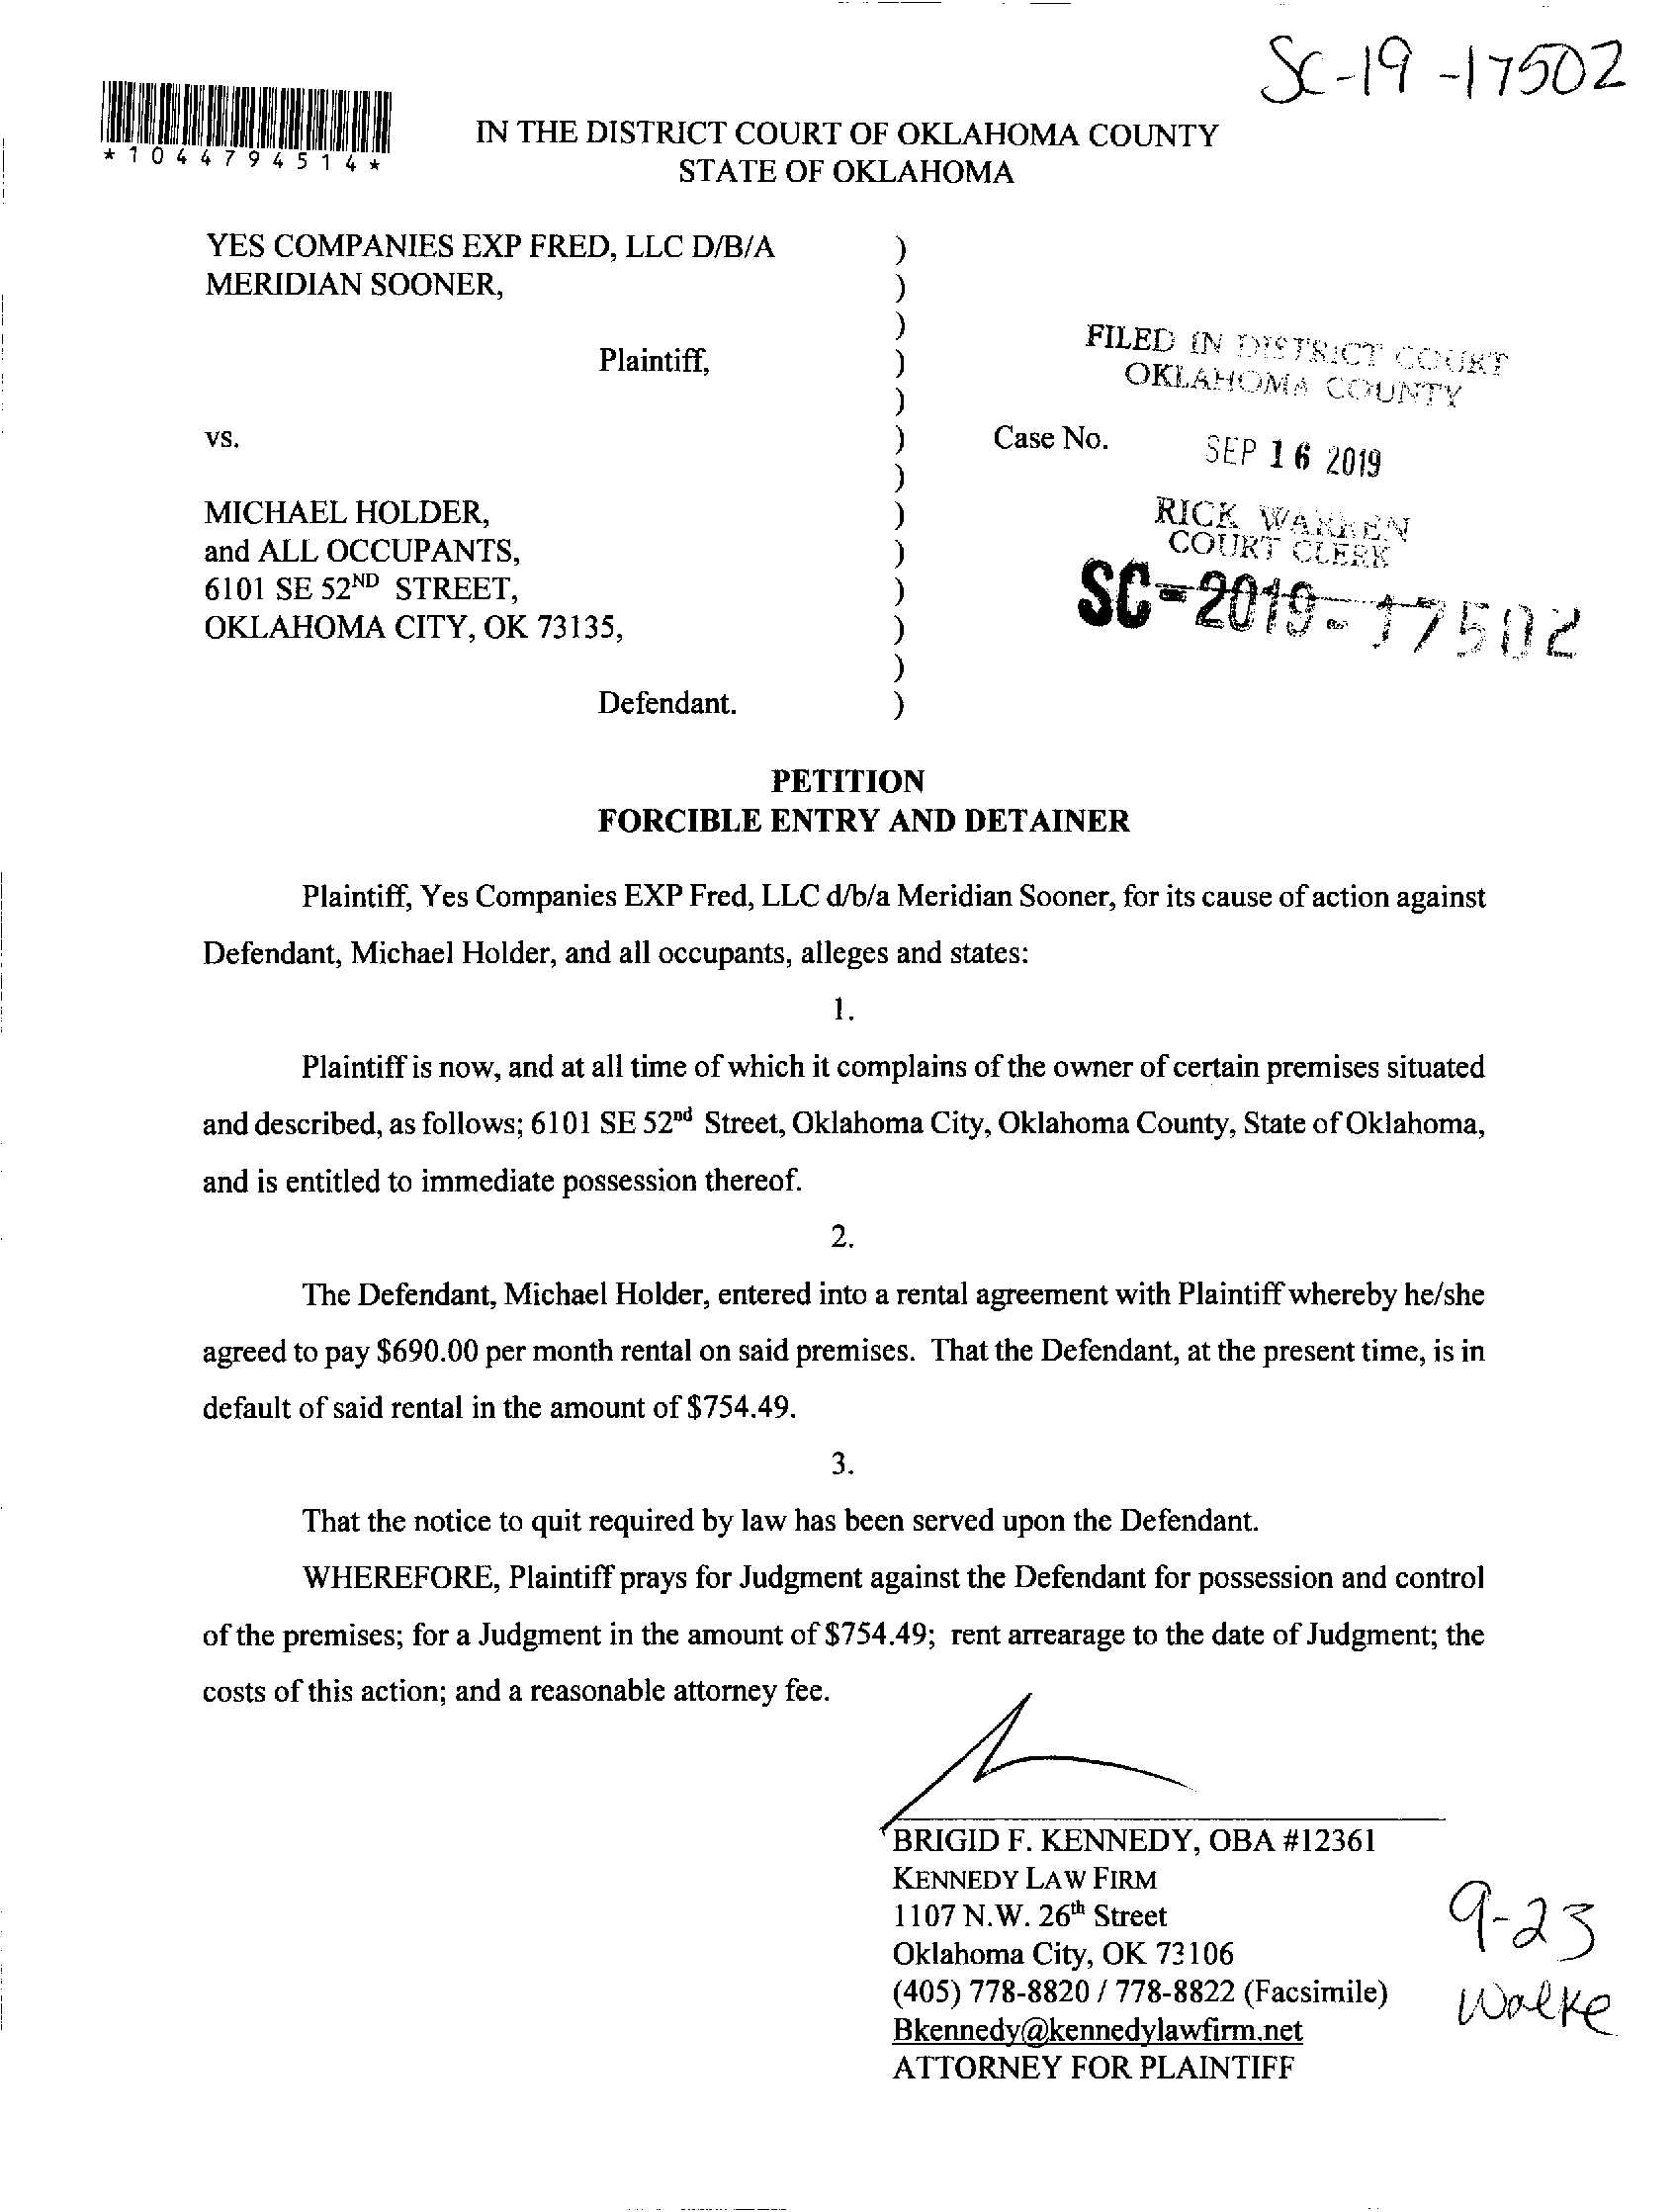 SC-19-17502
*1044794514*
IN THE DISTRICT COURT OF OKLAHOMA COUNTY
STATE OF OKLAHOMA
YES COMPANIES EXP FRED, LLC D/B/A )
MERIDIAN SOONER, )
)
Plaintiff, )
)
vs. ) Case No.
)
MICHAEL HOLDER, )
and ALL OCCUPANTS, )
6101 SE 52ND STREET, )
OKLAHOMA CITY, OK 73135, )
)
Defendant. )
FILED IN DISTRICT COURT
OKLAHOMA COUNTY
SEP 16 2019
RICK WARREN
COURT CLERK
SC-2019-17502
PETITION
FORCIBLE ENTRY AND DETAINER
Plaintiff, Yes Companies EXP Fred, LLC d/b/a Meridian Sooner, for its cause of action against
Defendant, Michael Holder, and all occupants, alleges and states:
1.
Plaintiff is now, and at all time of which it complains of the owner of certain premises situated
and described, as follows; 6101 SE 52nd Street, Oklahoma City, Oklahoma County, State of Oklahoma,
and is entitled to immediate possession thereof.
2.
The Defendant, Michael Holder, entered into a rental agreement with Plaintiff whereby he/she
agreed to pay $690.00 per month rental on said premises. That the Defendant, at the present time, is in
default of said rental in the amount of $754.49.
3.
That the notice to quit required by law has been served upon the Defendant.
WHEREFORE, Plaintiff prays for Judgment against the Defendant for possession and control
of the premises; for a Judgment in the amount of $754.49; rent arrearage to the date of Judgment; the
costs of this action; and a reasonable attorney fee.
BRIGID F. KENNEDY, OBA #12361
KENNEDY LAW FIRM
1107 N.W. 26th Street
Oklahoma City, OK 73106
(405) 778-8820 / 778-8822 (Facsimile)
Bkennedy@kennedylawfirm.net
ATTORNEY FOR PLAINTIFF
9-23
Walke